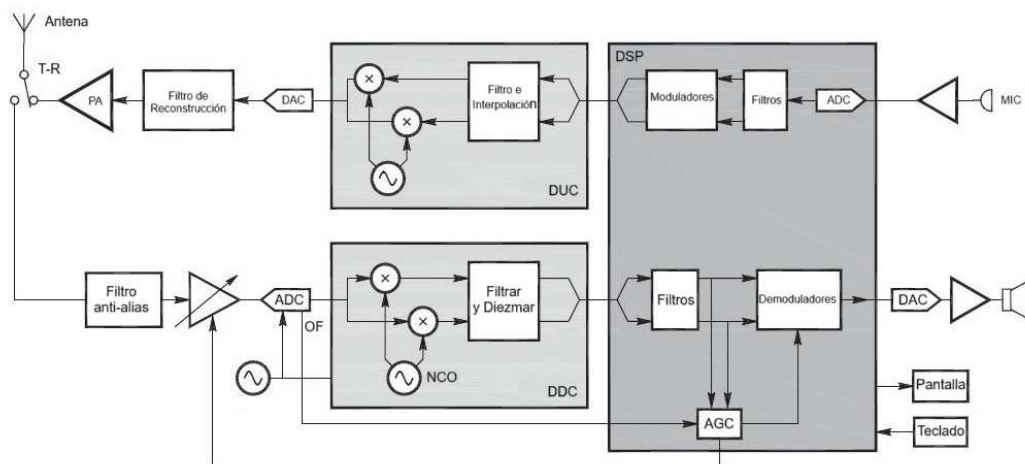 Antena
T-R
PA
Filtro de
Reconstrucción
DAC
Filtro e
Interpolación
DUC
DSP
Moduladores
Filtros
ADC
MIC
Filtro
anti-alias
ADC
OF
Filtrar
y Diezmar
NCO
DDC
Filtros
Demoduladores
DAC
AGC
Pantalla
Teclado